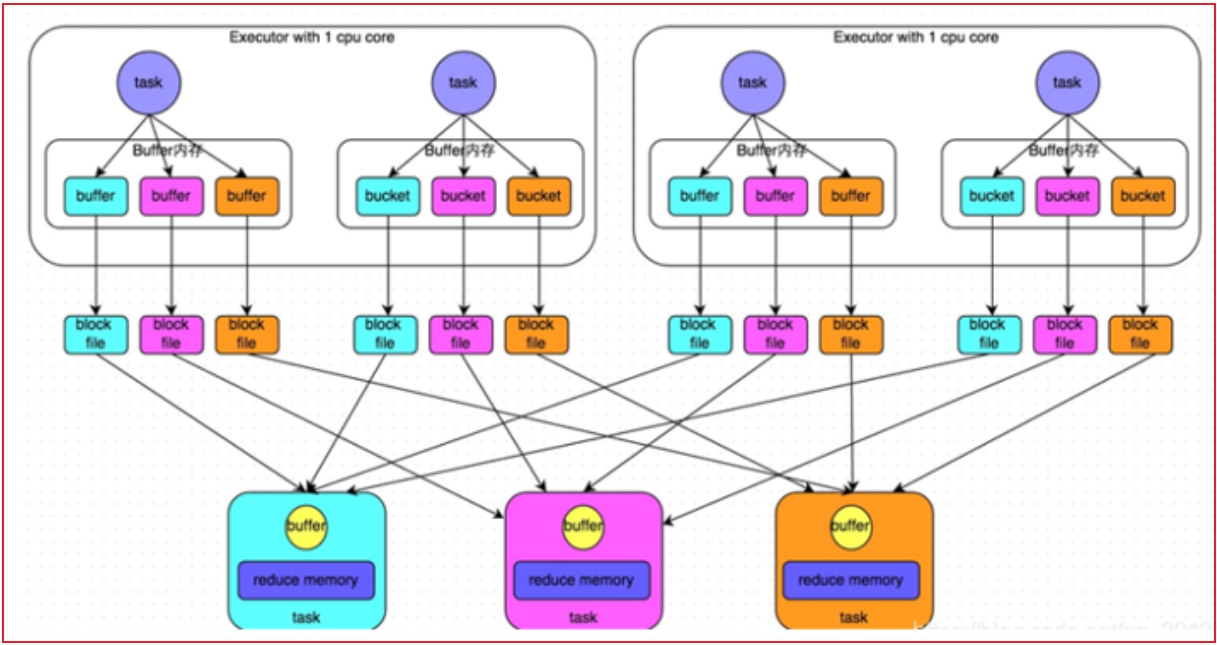 Executor with 1 cpu core
Executor with 1 cpu core
task
task
task
task
Buffer内存
Buffer内存
Buffer内存
Buffer内存
buffer
buffer
buffer
bucket
bucket
bucket
buffer
buffer
buffer
bucket
bucket
bucket
block
file
block
file
block
file
block
file
block
file
block
file
block
file
block
file
block
file
block
file
block
file
block
file
buffer
buffer
buffer
reduce memory
reduce memory
reduce memory
task
task
task